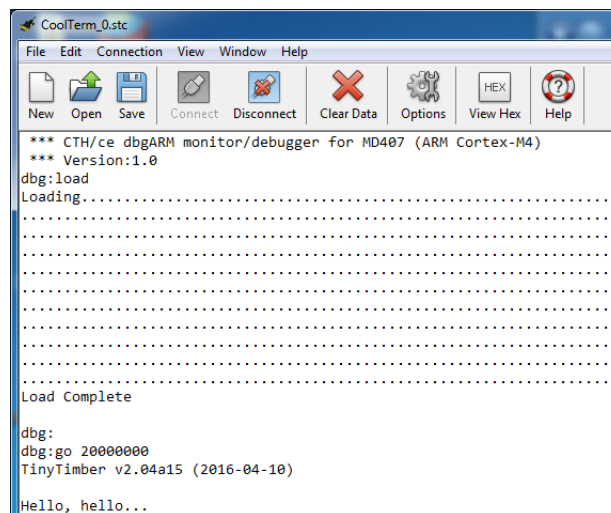 CoolTerm_0.stc
File Edit Connection View Window Help
New Open Save Connect Disconnect Clear Data Options HEX View Hex ? Help
*** CTH/ce dbgARM monitor/debugger for MD407 (ARM Cortex-M4)
*** Version:1.0
dbg:load
Loading...................................................................
...........................................................................
...........................................................................
...........................................................................
...........................................................................
...........................................................................
...........................................................................
...........................................................................
...........................................................................
...........................................................................
...........................................................................
Load Complete
dbg:
dbg:go 20000000
TinyTimber v2.04a15 (2016-04-10)
Hello, hello...